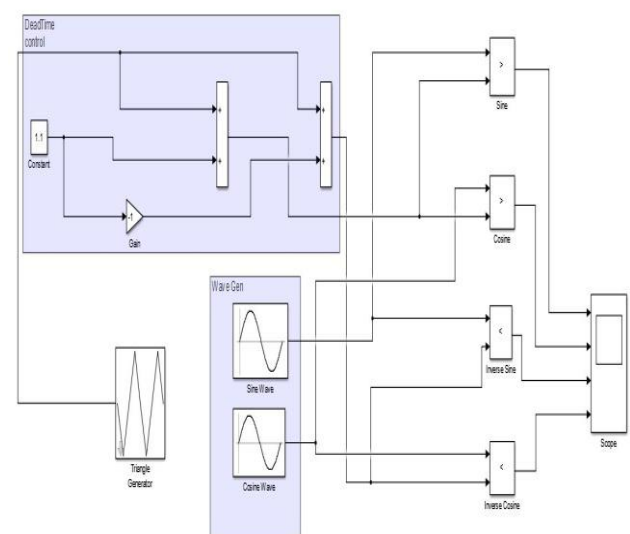 DeadTime
control
>
Sine
+
+
+
+
1.1
Constant
-1
Gain
>
Cosine
Wave Gen
Sine Wave
<
Inverse Sine
Scope
Triangle
Generator
Cosine Wave
<
Inverse Cosine